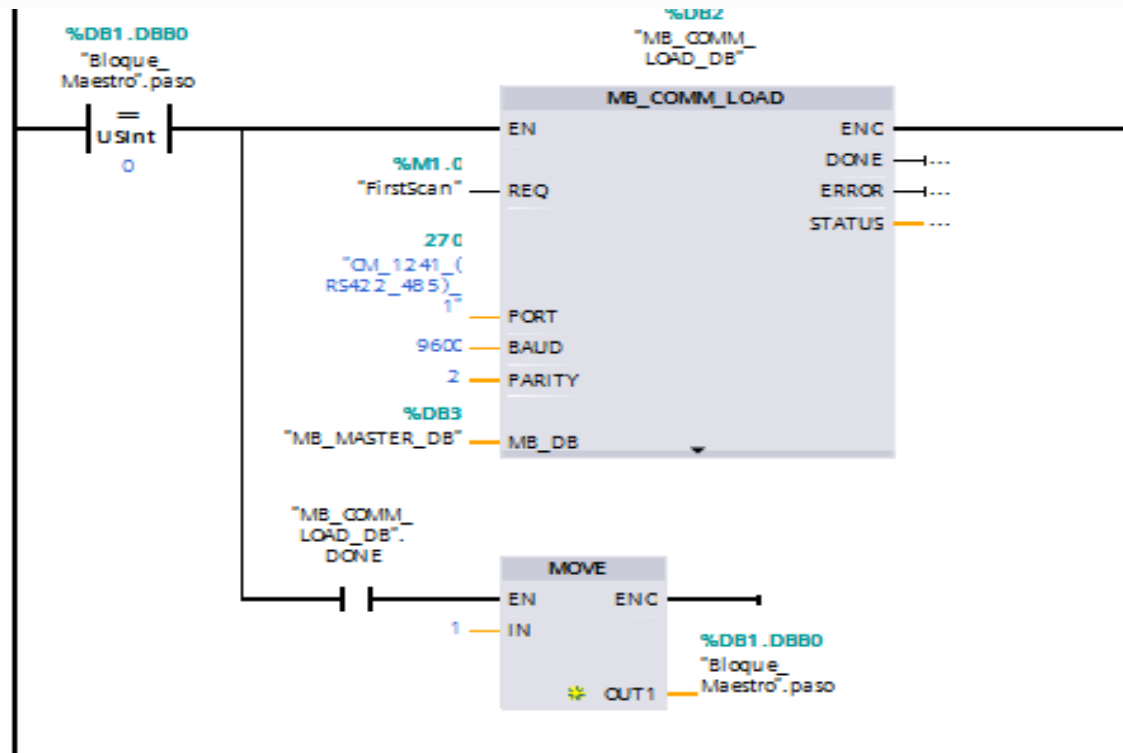 %DB1.DBB0
"Bloque_
Maestro".paso
=
USInt
0
%DB2
"MB_COMM_
LOAD_DB"
MB_COMM_LOAD
EN
ENC
DONE
...
%M1.0
"FirstScan"
REQ
ERROR
...
STATUS
...
270
"CM_1241_(
RS422_485)_
1"
PORT
9600
BAUD
2
PARITY
%DB3
"MB_MASTER_DB"
MB_DB
"MB_COMM_
LOAD_DB".
DONE
MOVE
EN
ENC
1
IN
OUT1
%DB1.DBB0
"Bloque_
Maestro".paso